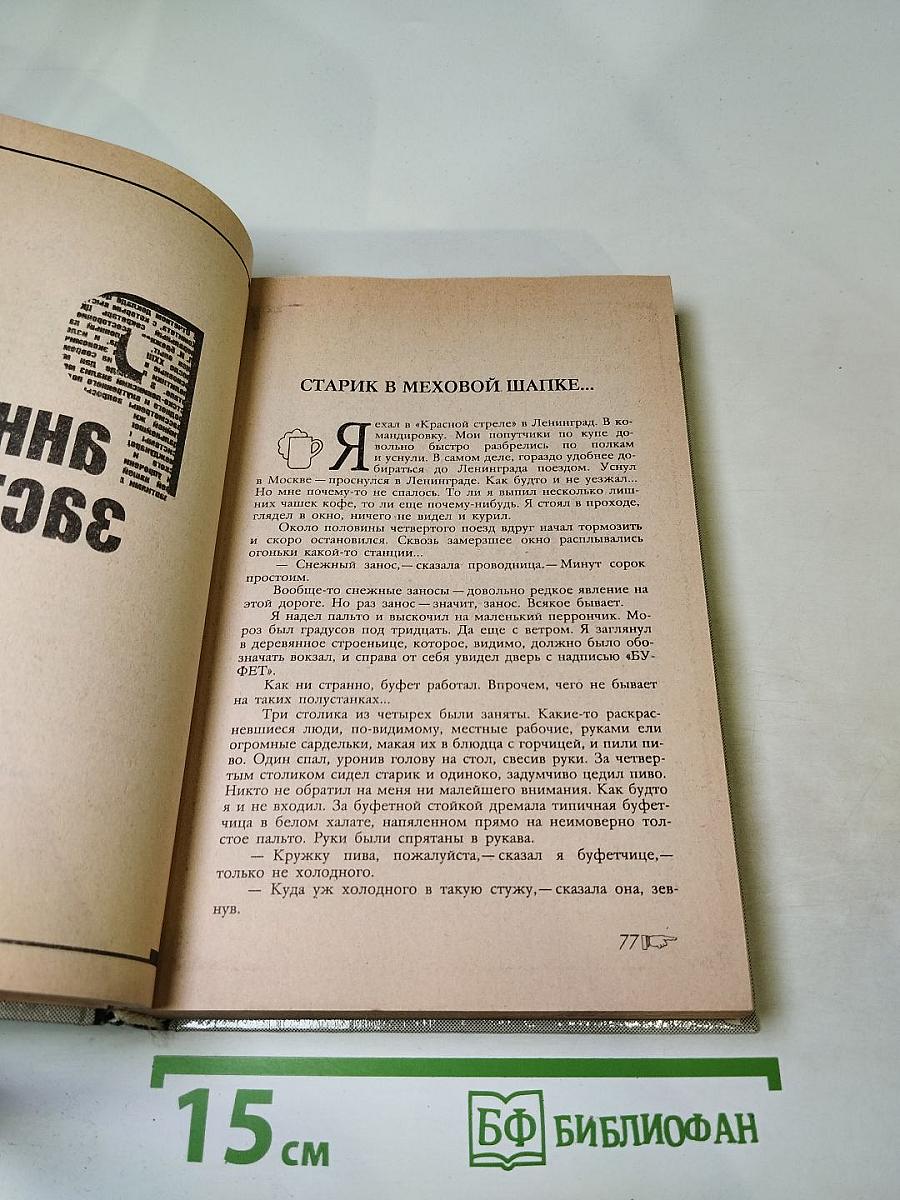 анн
заст
СТАРИК В МЕХОВОЙ ШАПКЕ...
Я ехал в «Красной стреле» в Ленинград. В ко-
мандировку. Мои попутчики по купе до-
вольно быстро разбрелись по полкам
и уснули. В самом деле, гораздо удобнее до-
бираться до Ленинграда поездом. Уснул
в Москве — проснулся в Ленинграде. Как будто и не уезжал...
Но мне почему-то не спалось. То ли я выпил несколько лиш-
них чашек кофе, то ли еще почему-нибудь. Я стоял в проходе,
глядел в окно, ничего не видел и курил.
Около половины четвертого поезд вдруг начал тормозить
и скоро остановился. Сквозь замерзшее окно расплывались
огоньки какой-то станции...
— Снежный занос,— сказала проводница.— Минут сорок
простоим.
Вообще-то снежные заносы — довольно редкое явление на
этой дороге. Но раз занос — значит, занос. Всякое бывает.
Я надел пальто и выскочил на маленький перрончик. Мо-
роз был градусов под тридцать. Да еще с ветром. Я заглянул
в деревянное строеньице, которое, видимо, должно было обо-
значать вокзал, и справа от себя увидел дверь с надписью «БУ-
ФЕТ».
Как ни странно, буфет работал. Впрочем, чего не бывает
на таких полустанках...
Три столика из четырех были заняты. Какие-то раскрас-
невшиеся люди, по-видимому, местные рабочие, руками ели
огромные сардельки, макая их в блюдца с горчицей, и пили пи-
во. Один спал, уронив голову на стол, свесив руки. За четвер-
тым столиком сидел старик и одиноко, задумчиво цедил пиво.
Никто не обратил на меня ни малейшего внимания. Как будто
я и не входил. За буфетной стойкой дремала типичная буфет-
чица в белом халате, напяленном прямо на неимоверно тол-
стое пальто. Руки были спрятаны в рукава.
— Кружку пива, пожалуйста,— сказал я буфетчице,—
только не холодного.
— Куда уж холодного в такую стужу,— сказала она, зев-
нув.
77
15 см
БФ БИБЛИОФАН